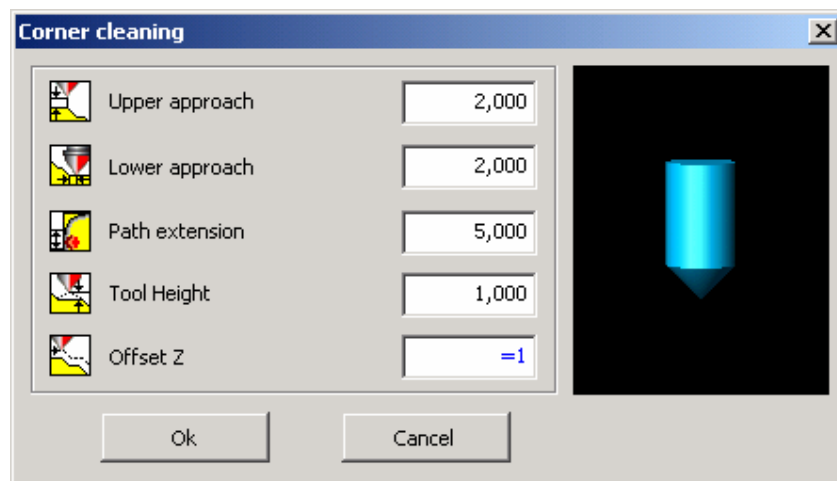 Corner cleaning
Upper approach 2,000
Lower approach 2,000
Path extension 5,000
Tool Height 1,000
Offset Z =1
Ok Cancel